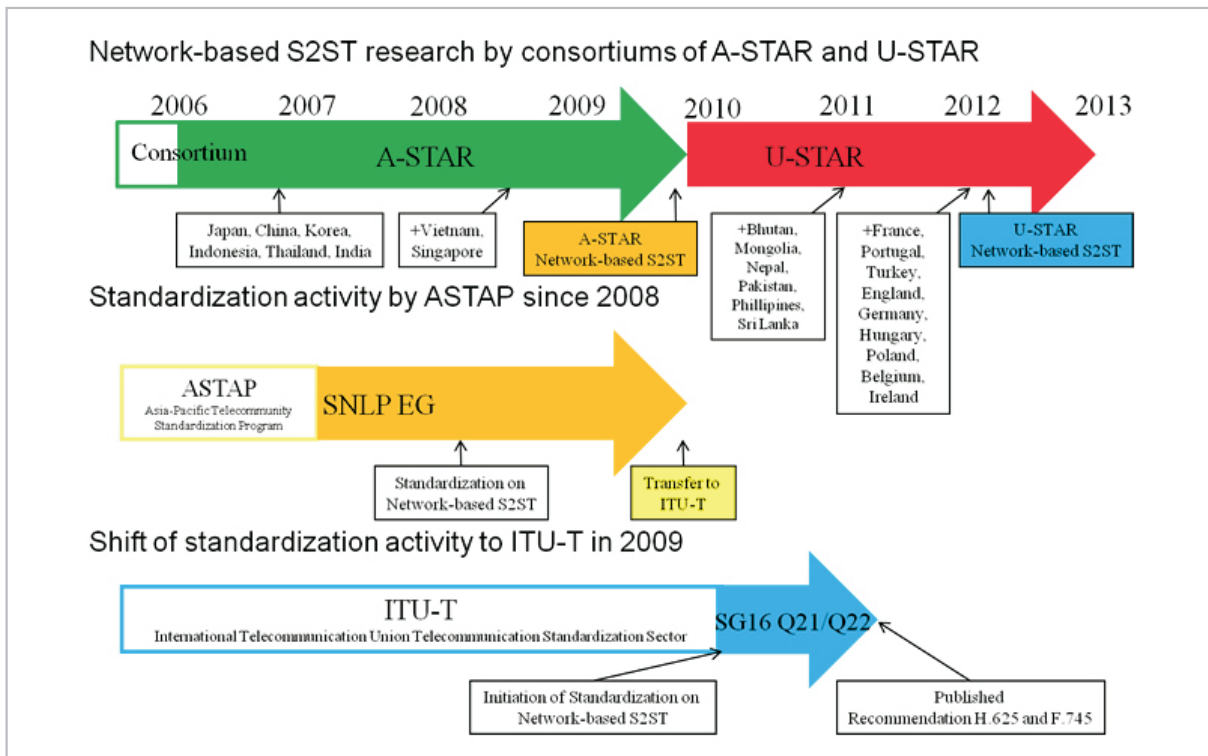 Network-based S2ST research by consortiums of A-STAR and U-STAR
2006 2007 2008 2009 2010 2011 2012 2013
Consortium
A-STAR
U-STAR
Japan, China, Korea,
Indonesia, Thailand, India
+Vietnam,
Singapore
A-STAR
Network-based S2ST
+Bhutan,
Mongolia,
Nepal,
Pakistan,
Phillipines,
Sri Lanka
+France,
Portugal,
Turkey,
England,
Germany,
Hungary,
Poland,
Belgium,
Ireland
U-STAR
Network-based S2ST
Standardization activity by ASTAP since 2008
ASTAP
Asia-Pacific Telecommunity
Standardization Program
SNLP EG
Standardization on
Network-based S2ST
Transfer to
ITU-T
Shift of standardization activity to ITU-T in 2009
ITU-T
International Telecommunication Union Telecommunication Standardization Sector
SG16 Q21/Q22
Initiation of Standardization on
Network-based S2ST
Published
Recommendation H.625 and F.745